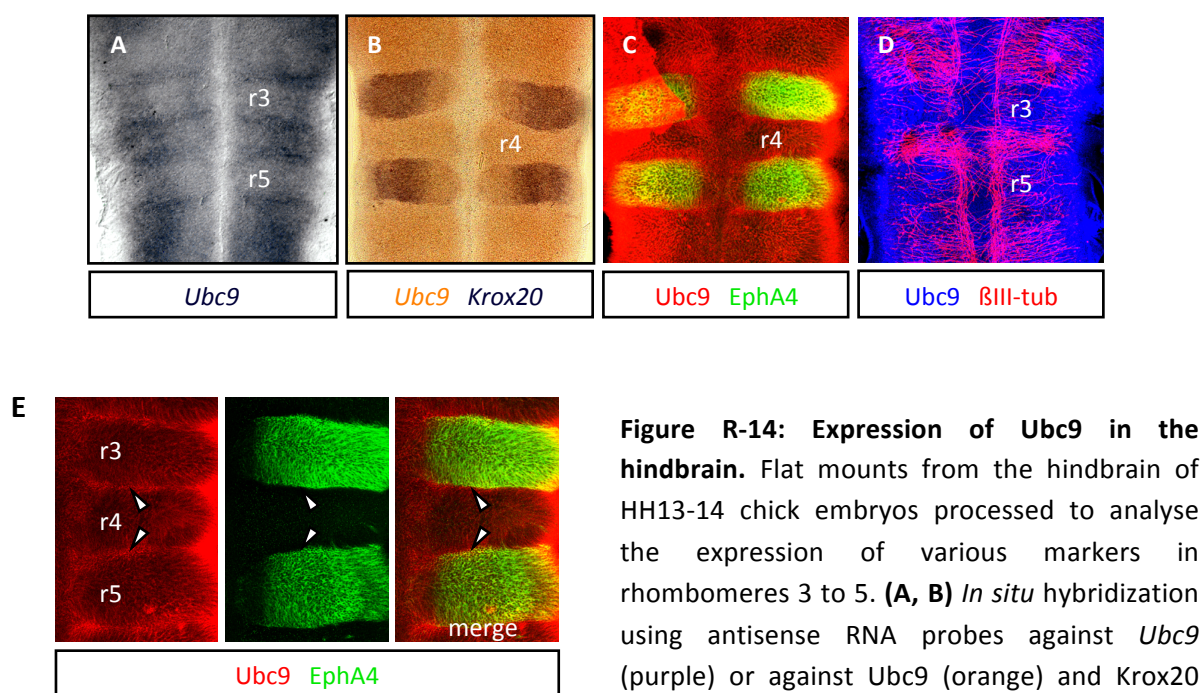 A B C D
r3 r3
r4 r4
r5 r5
Ubc9 Ubc9 Krox20 Ubc9 EphA4 Ubc9 ßIII-tub
E
r3
r4
r5
merge
Ubc9 EphA4
Figure R-14: Expression of Ubc9 in the
hindbrain. Flat mounts from the hindbrain of
HH13-14 chick embryos processed to analyse
the expression of various markers in
rhombomeres 3 to 5. (A, B) In situ hybridization
using antisense RNA probes against Ubc9
(purple) or against Ubc9 (orange) and Krox20